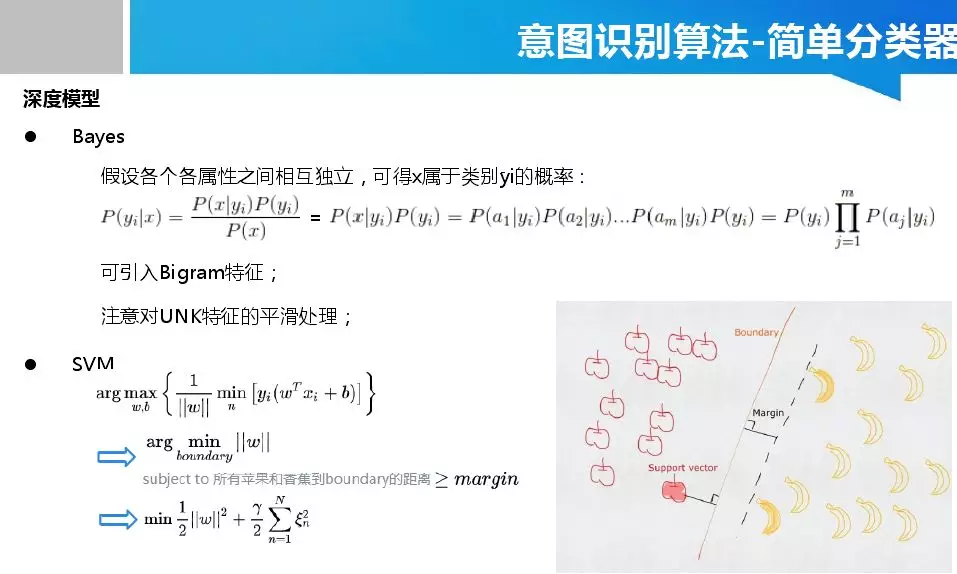 意图识别算法-简单分类器
深度模型
● Bayes
假设各个各属性之间相互独立，可得x属于类别yi的概率：
P(y_i|x) = \frac{P(x|y_i)P(y_i)}{P(x)} = P(x|y_i)P(y_i) = P(a_1|y_i)P(a_2|y_i)...P(a_m|y_i)P(y_i) = P(y_i) \prod_{j=1}^{m} P(a_j|y_i)
可引入Bigram特征；
注意对UNK特征的平滑处理；
● SVM
\arg\max_{w,b} \left\{ \frac{1}{||w||} \min_{n} [y_i(w^T x_i + b)] \right\}
\arg\min_{boundary} ||w||
subject to 所有苹果和香蕉到boundary的距离 ≥ margin
\min \frac{1}{2}||w||^2 + \frac{γ}{2} \sum_{n=1}^{N} ξ_n^2
Boundary
Margin
Support vector